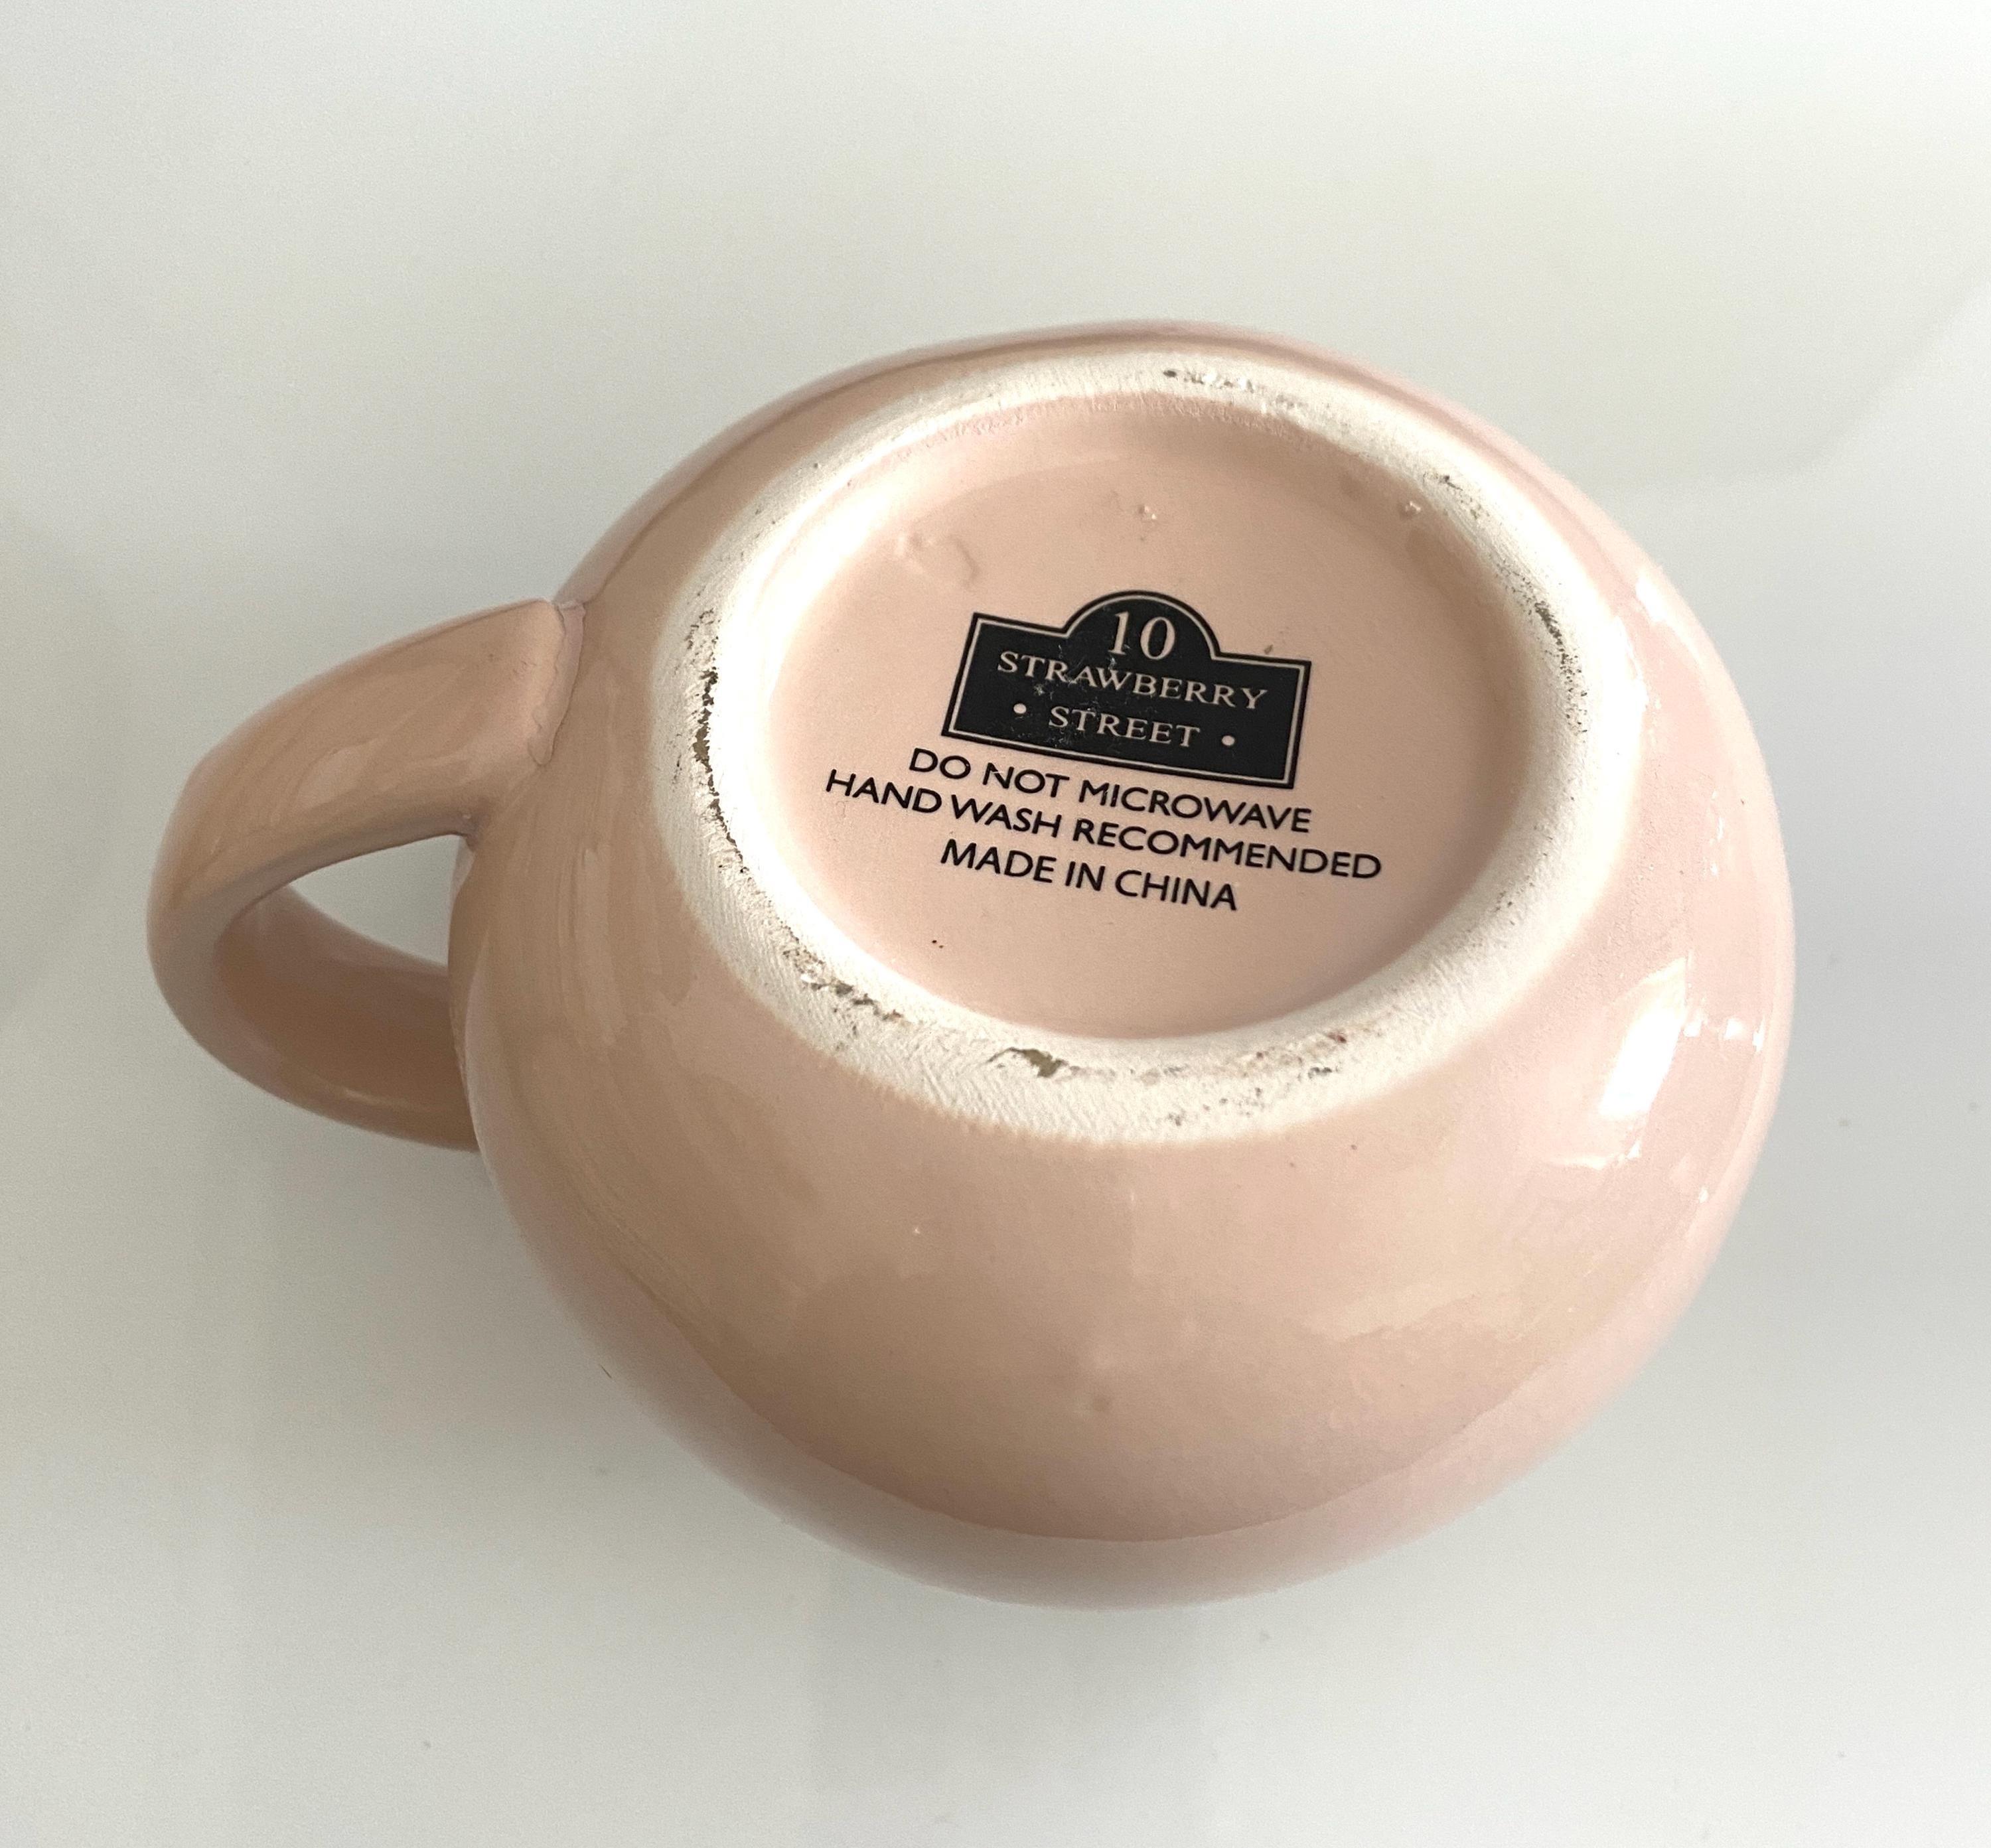 10
STRAWBERRY
• STREET •
DO NOT MICROWAVE
HAND WASH RECOMMENDED
MADE IN CHINA